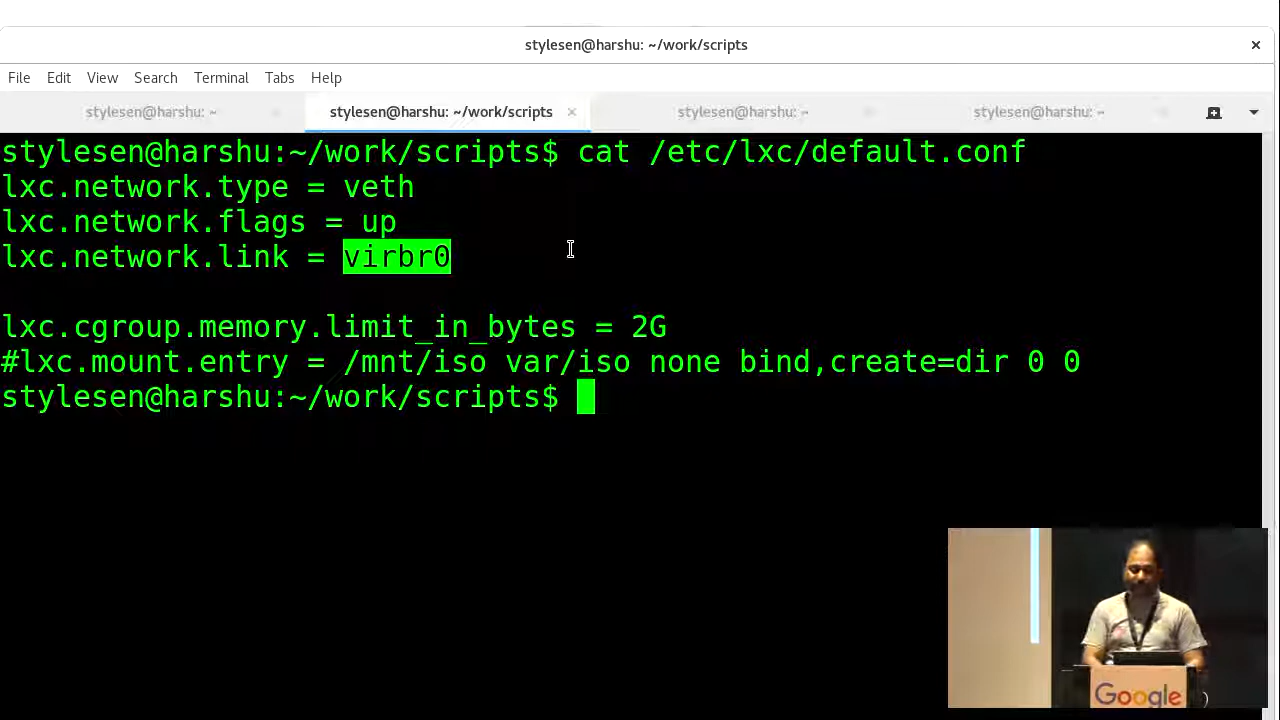 stylesen@harshu: ~/work/scripts
File Edit View Search Terminal Tabs Help
stylesen@harshu: ~ stylesen@harshu: ~/work/scripts stylesen@harshu: ~ stylesen@harshu: ~
stylesen@harshu:~/work/scripts$ cat /etc/lxc/default.conf
lxc.network.type = veth
lxc.network.flags = up
lxc.network.link = virbr0
lxc.cgroup.memory.limit_in_bytes = 2G
#lxc.mount.entry = /mnt/iso var/iso none bind,create=dir 0 0
stylesen@harshu:~/work/scripts$
Google